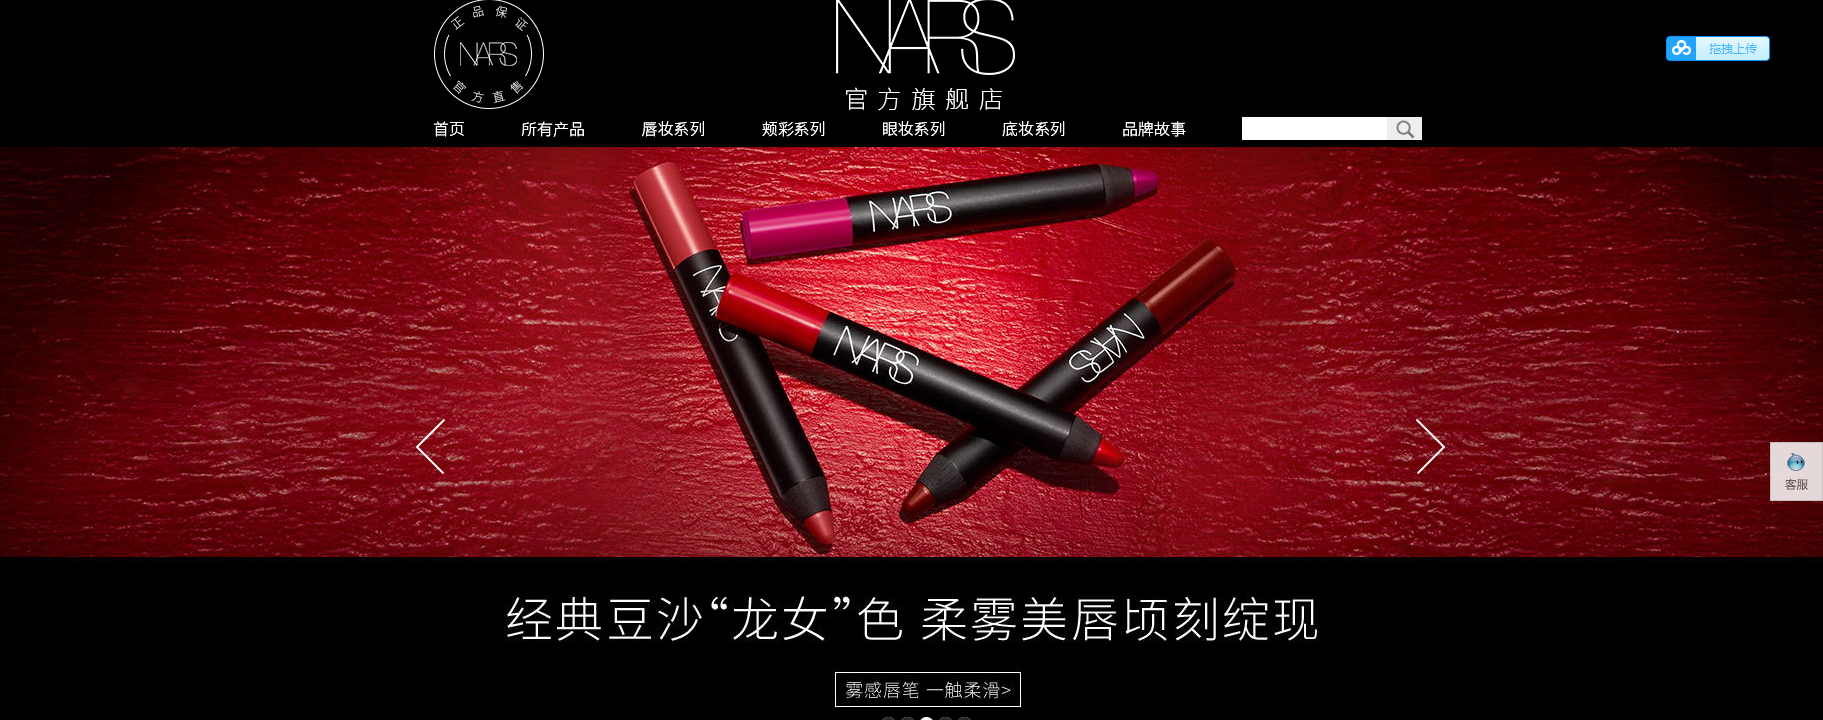 正品保证
NARS
官方直售
NARS
官方旗舰店
拖拽上传
首页 所有产品 唇妆系列 颊彩系列 眼妆系列 底妆系列 品牌故事
NARS
NARS
NARS
NARS
客服
经典豆沙“龙女”色 柔雾美唇顷刻绽现
雾感唇笔 一触柔滑>